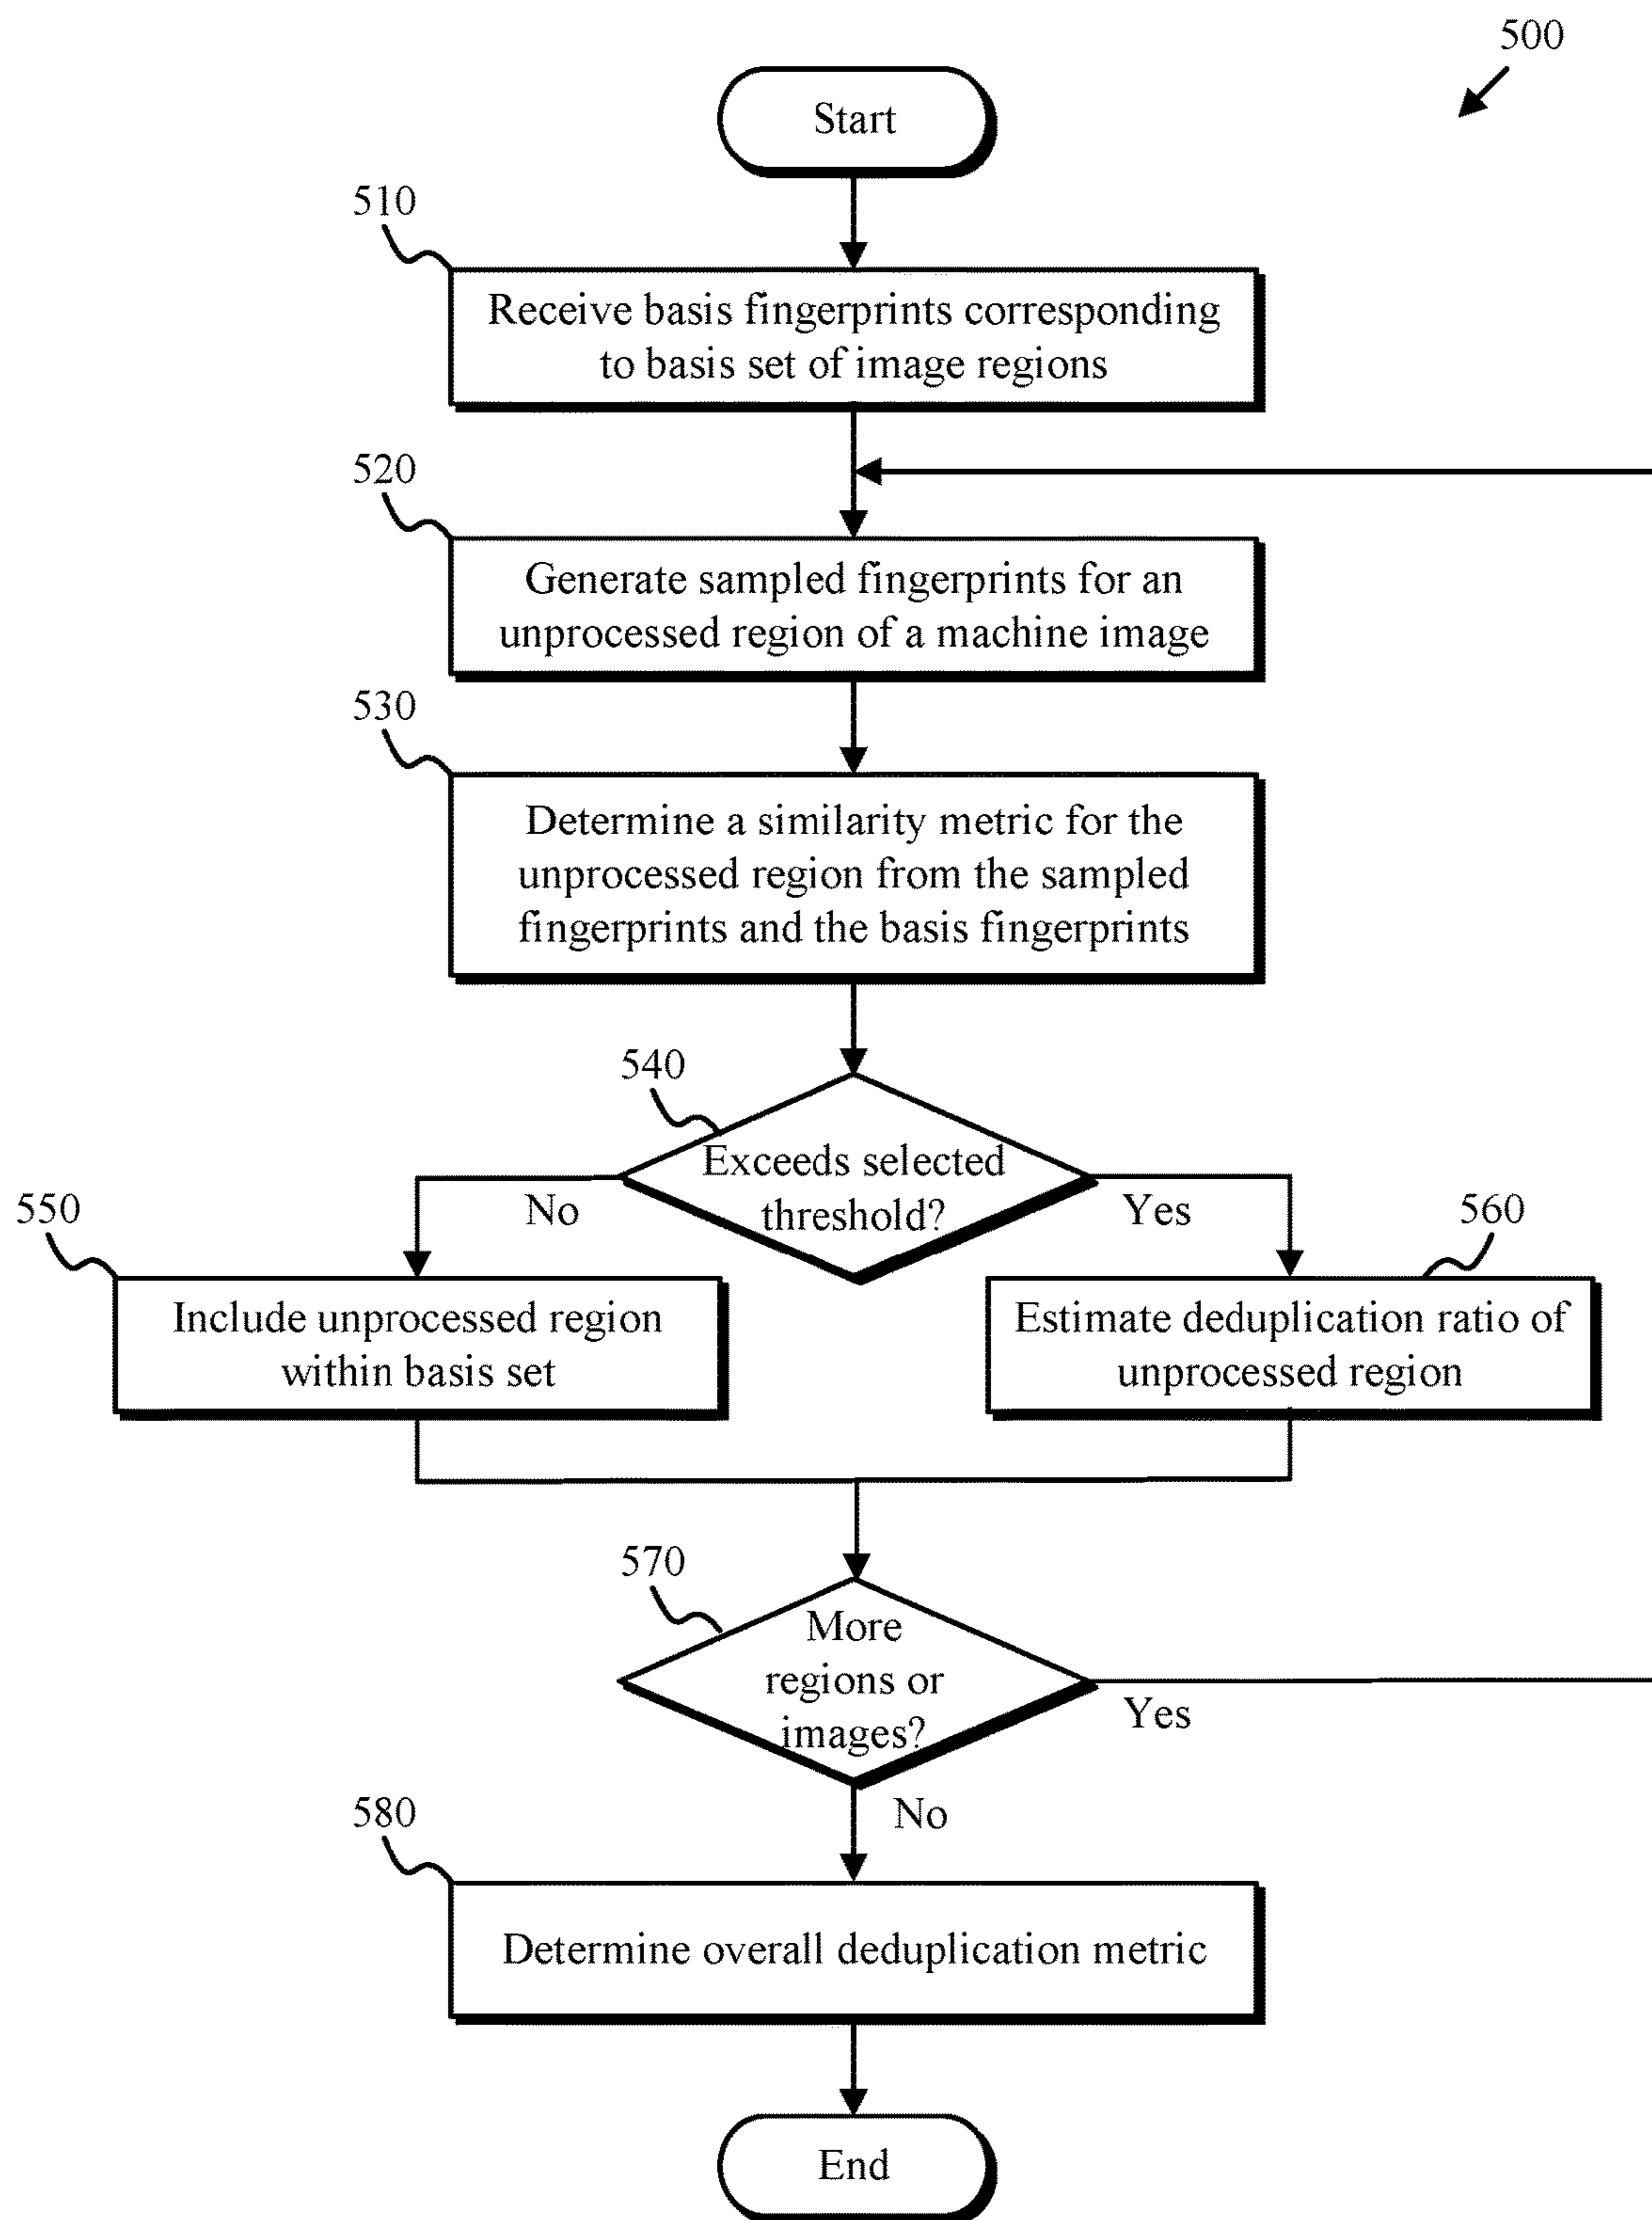 500
Start
510
Receive basis fingerprints corresponding
to basis set of image regions
520
Generate sampled fingerprints for an
unprocessed region of a machine image
530
Determine a similarity metric for the
unprocessed region from the sampled
fingerprints and the basis fingerprints
540
Exceeds selected
threshold?
No
Yes
550
Include unprocessed region
within basis set
560
Estimate deduplication ratio of
unprocessed region
570
More
regions or
images?
Yes
No
580
Determine overall deduplication metric
End